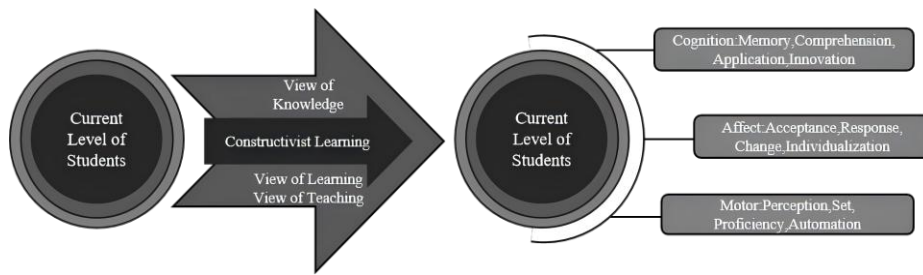 Current
Level of
Students
View of
Knowledge
Constructivist Learning
View of Learning
View of Teaching
Current
Level of
Students
Cognition:Memory,Comprehension,
Application,Innovation
Affect:Acceptance,Response,
Change,Individualization
Motor:Perception,Set,
Proficiency,Automation